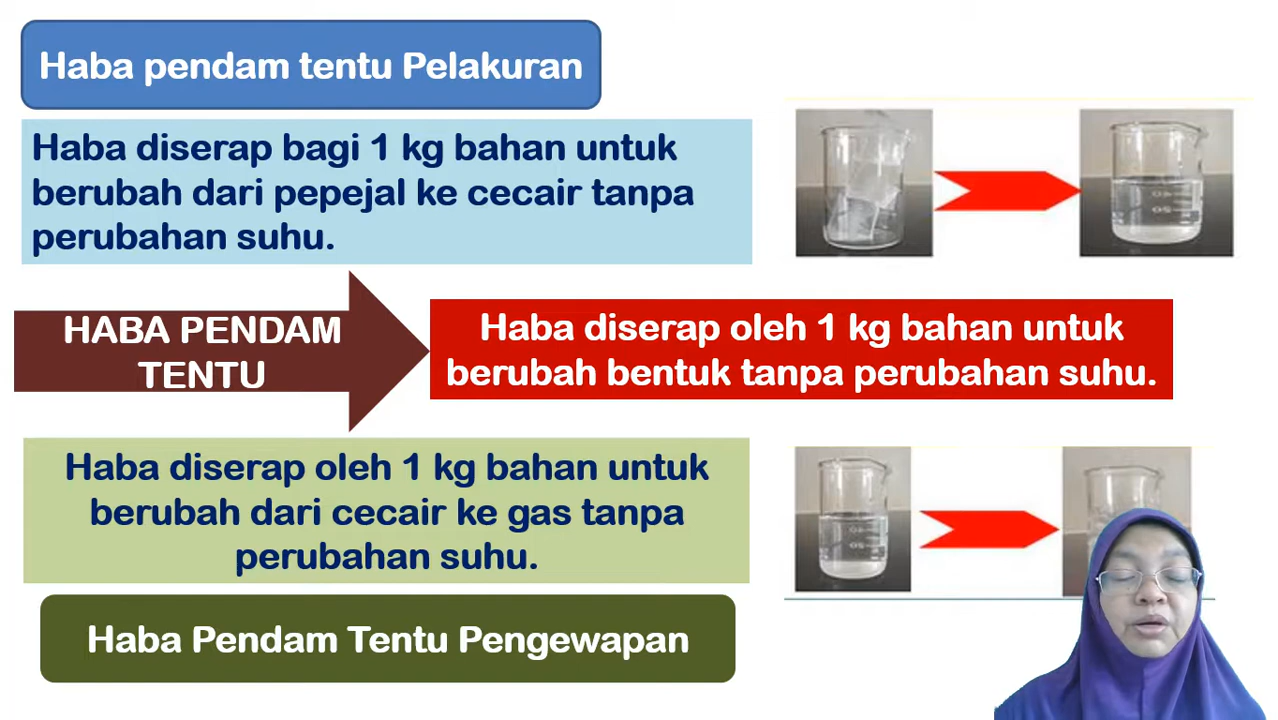 Haba pendam tentu Pelakuran
Haba diserap bagi 1 kg bahan untuk
berubah dari pepejal ke cecair tanpa
perubahan suhu.
HABA PENDAM
TENTU
Haba diserap oleh 1 kg bahan untuk
berubah bentuk tanpa perubahan suhu.
Haba diserap oleh 1 kg bahan untuk
berubah dari cecair ke gas tanpa
perubahan suhu.
Haba Pendam Tentu Pengewapan